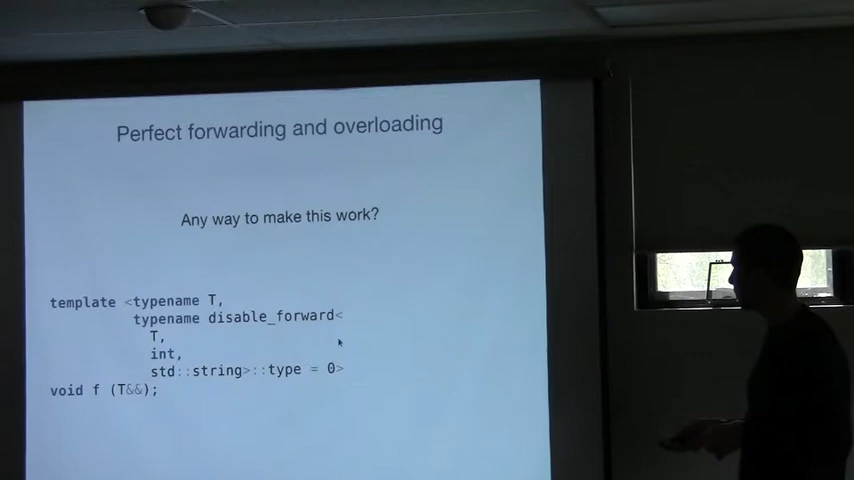 Perfect forwarding and overloading
Any way to make this work?
template <typename T,
typename disable_forward<
T,
int,
std::string>::type = 0>
void f (T&&);